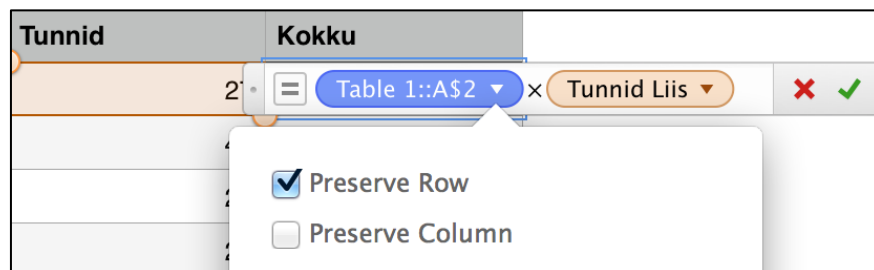 Tunnid Kokku
= Table 1::A$2 × Tunnid Liis
Preserve Row
Preserve Column